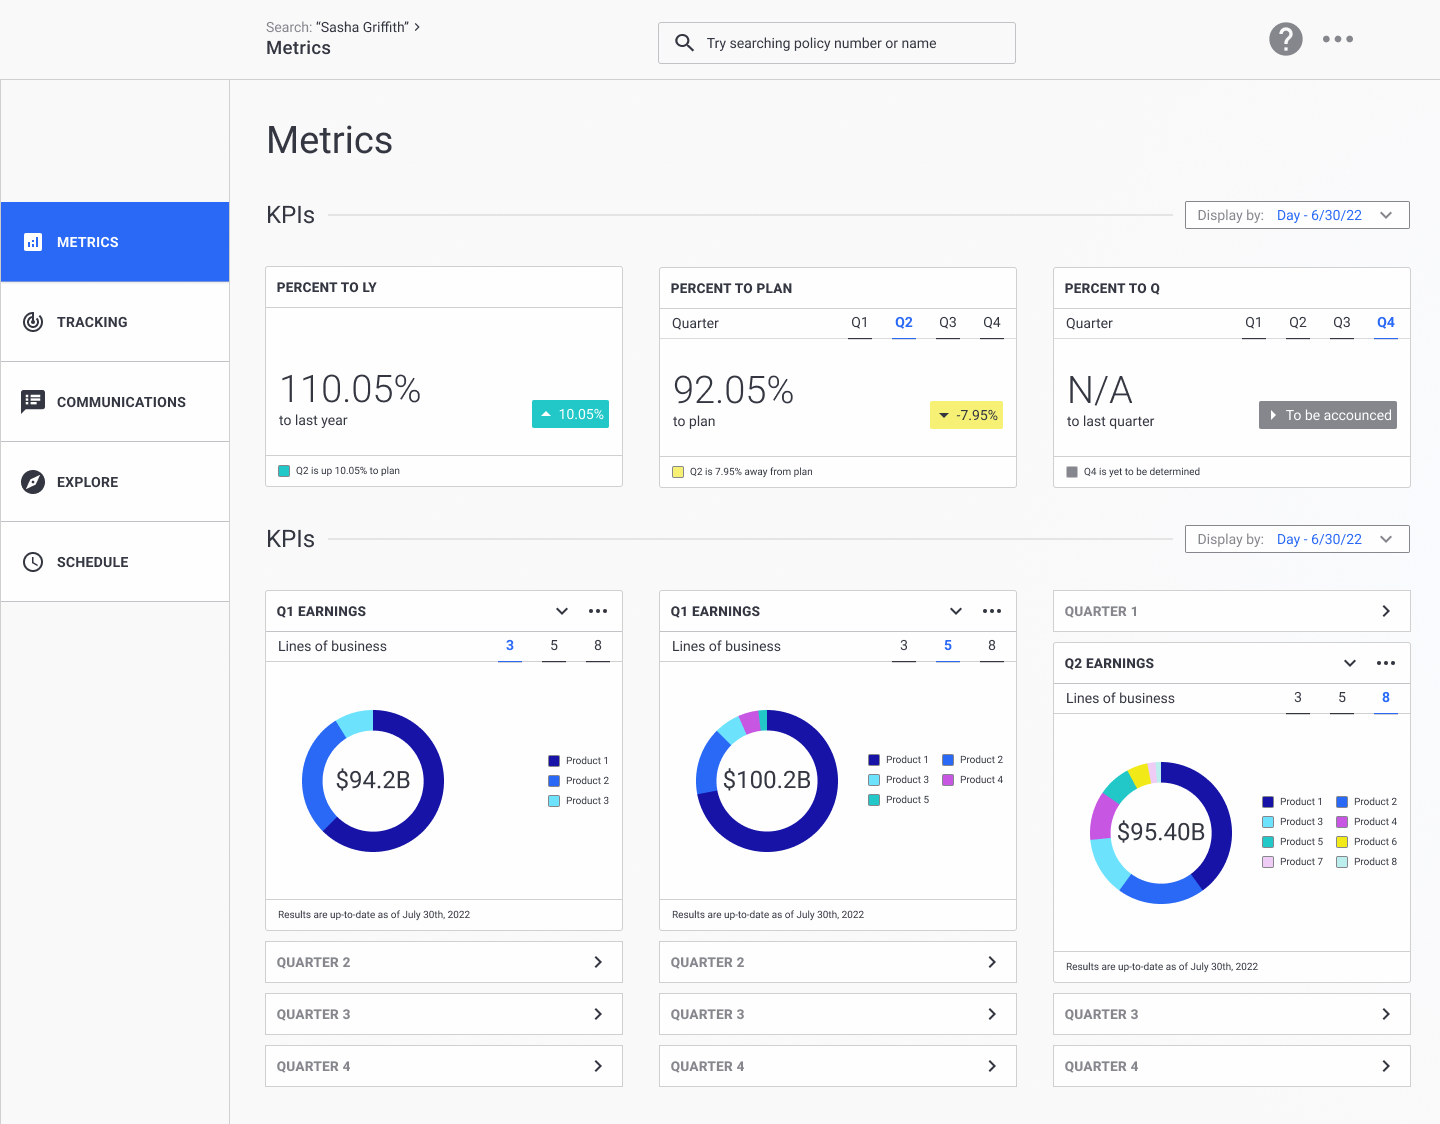 Search: “Sasha Griffith”
Metrics
Try searching policy number or name
METRICS
TRACKING
COMMUNICATIONS
EXPLORE
SCHEDULE
Metrics
KPIs
Display by: Day - 6/30/22
PERCENT TO LY
110.05%
to last year
10.05%
Q2 is up 10.05% to plan
PERCENT TO PLAN
Quarter Q1 Q2 Q3 Q4
92.05%
to plan
-7.95%
Q2 is 7.95% away from plan
PERCENT TO Q
Quarter Q1 Q2 Q3 Q4
N/A
to last quarter
To be accounced
Q4 is yet to be determined
KPIs
Display by: Day - 6/30/22
Q1 EARNINGS
Lines of business 3 5 8
$94.2B
Product 1
Product 2
Product 3
Results are up-to-date as of July 30th, 2022
QUARTER 2
QUARTER 3
QUARTER 4
Q1 EARNINGS
Lines of business 3 5 8
$100.2B
Product 1 Product 2
Product 3 Product 4
Product 5
Results are up-to-date as of July 30th, 2022
QUARTER 2
QUARTER 3
QUARTER 4
QUARTER 1
Q2 EARNINGS
Lines of business 3 5 8
$95.40B
Product 1 Product 2
Product 3 Product 4
Product 5 Product 6
Product 7 Product 8
Results are up-to-date as of July 30th, 2022
QUARTER 3
QUARTER 4